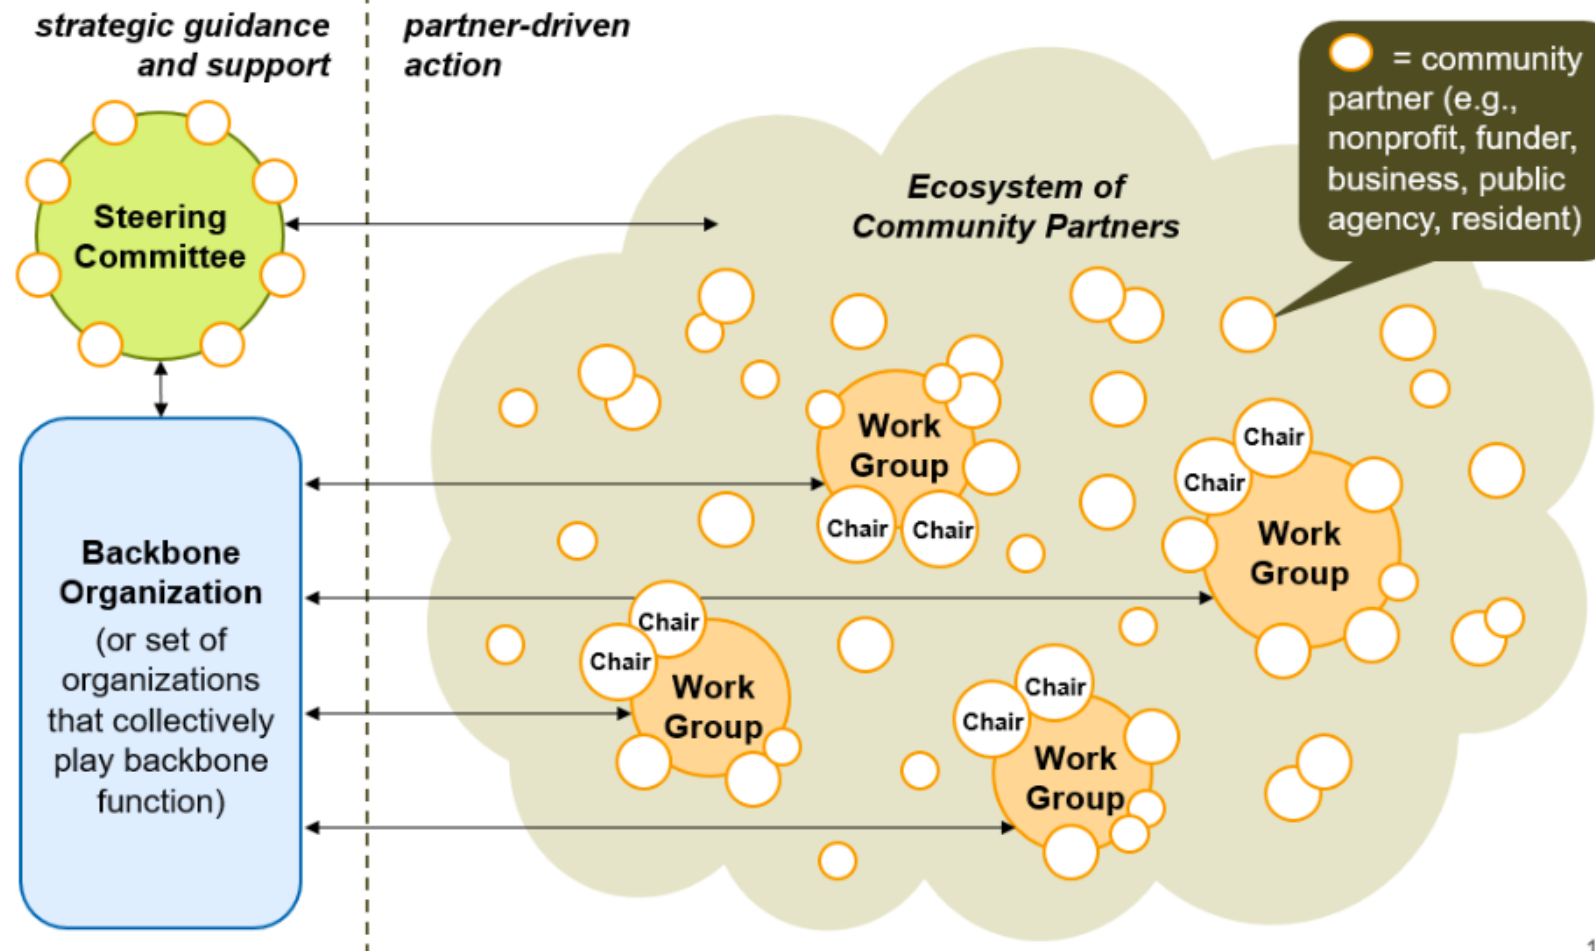 strategic guidance
and support
partner-driven
action
= community
partner (e.g.,
nonprofit, funder,
business, public
agency, resident)
Steering
Committee
Ecosystem of
Community Partners
Backbone
Organization
(or set of
organizations
that collectively
play backbone
function)
Work
Group
Chair
Chair
Chair
Chair
Work
Group
Chair
Chair
Work
Group
Chair
Chair
Work
Group